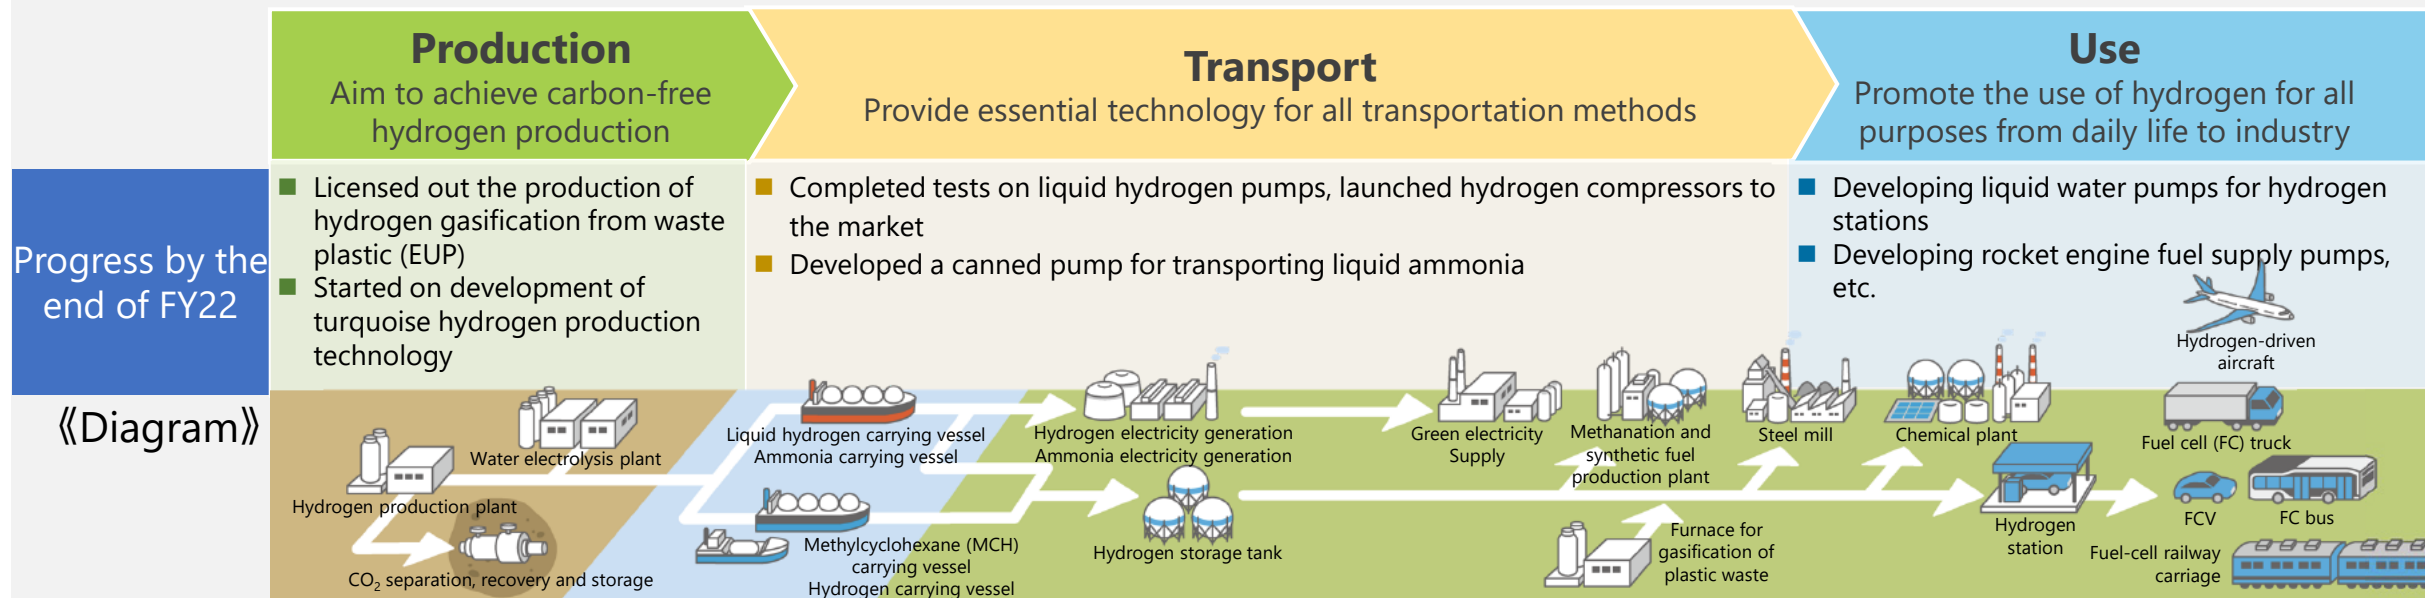 Production
Aim to achieve carbon-free
hydrogen production
Transport
Provide essential technology for all transportation methods
Use
Promote the use of hydrogen for all
purposes from daily life to industry
Progress by the
end of FY22
■ Licensed out the production of
hydrogen gasification from waste
plastic (EUP)
■ Started on development of
turquoise hydrogen production
technology
■ Completed tests on liquid hydrogen pumps, launched hydrogen compressors to
the market
■ Developed a canned pump for transporting liquid ammonia
■ Developing liquid water pumps for hydrogen
stations
■ Developing rocket engine fuel supply pumps,
etc.
《Diagram》
Water electrolysis plant
Hydrogen production plant
CO₂ separation, recovery and storage
Liquid hydrogen carrying vessel
Ammonia carrying vessel
Methylcyclohexane (MCH)
carrying vessel
Hydrogen carrying vessel
Hydrogen electricity generation
Ammonia electricity generation
Hydrogen storage tank
Green electricity
Supply
Methanation and
synthetic fuel
production plant
Furnace for
gasification of
plastic waste
Steel mill
Chemical plant
Hydrogen
station
Hydrogen-driven
aircraft
Fuel cell (FC) truck
FCV
FC bus
Fuel-cell railway
carriage